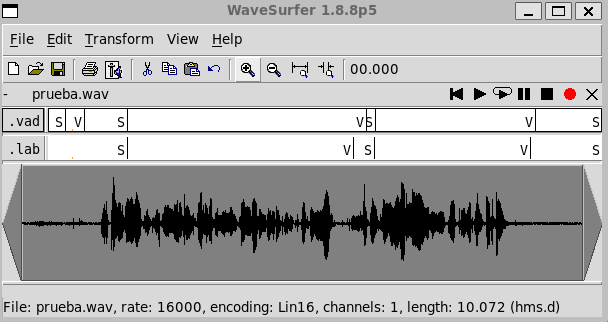 WaveSurfer 1.8.8p5
File Edit Transform View Help
00.000
- prueba.wav
.vad S V S V S V S
.lab S V S V S
File: prueba.wav, rate: 16000, encoding: Lin16, channels: 1, length: 10.072 (hms.d)